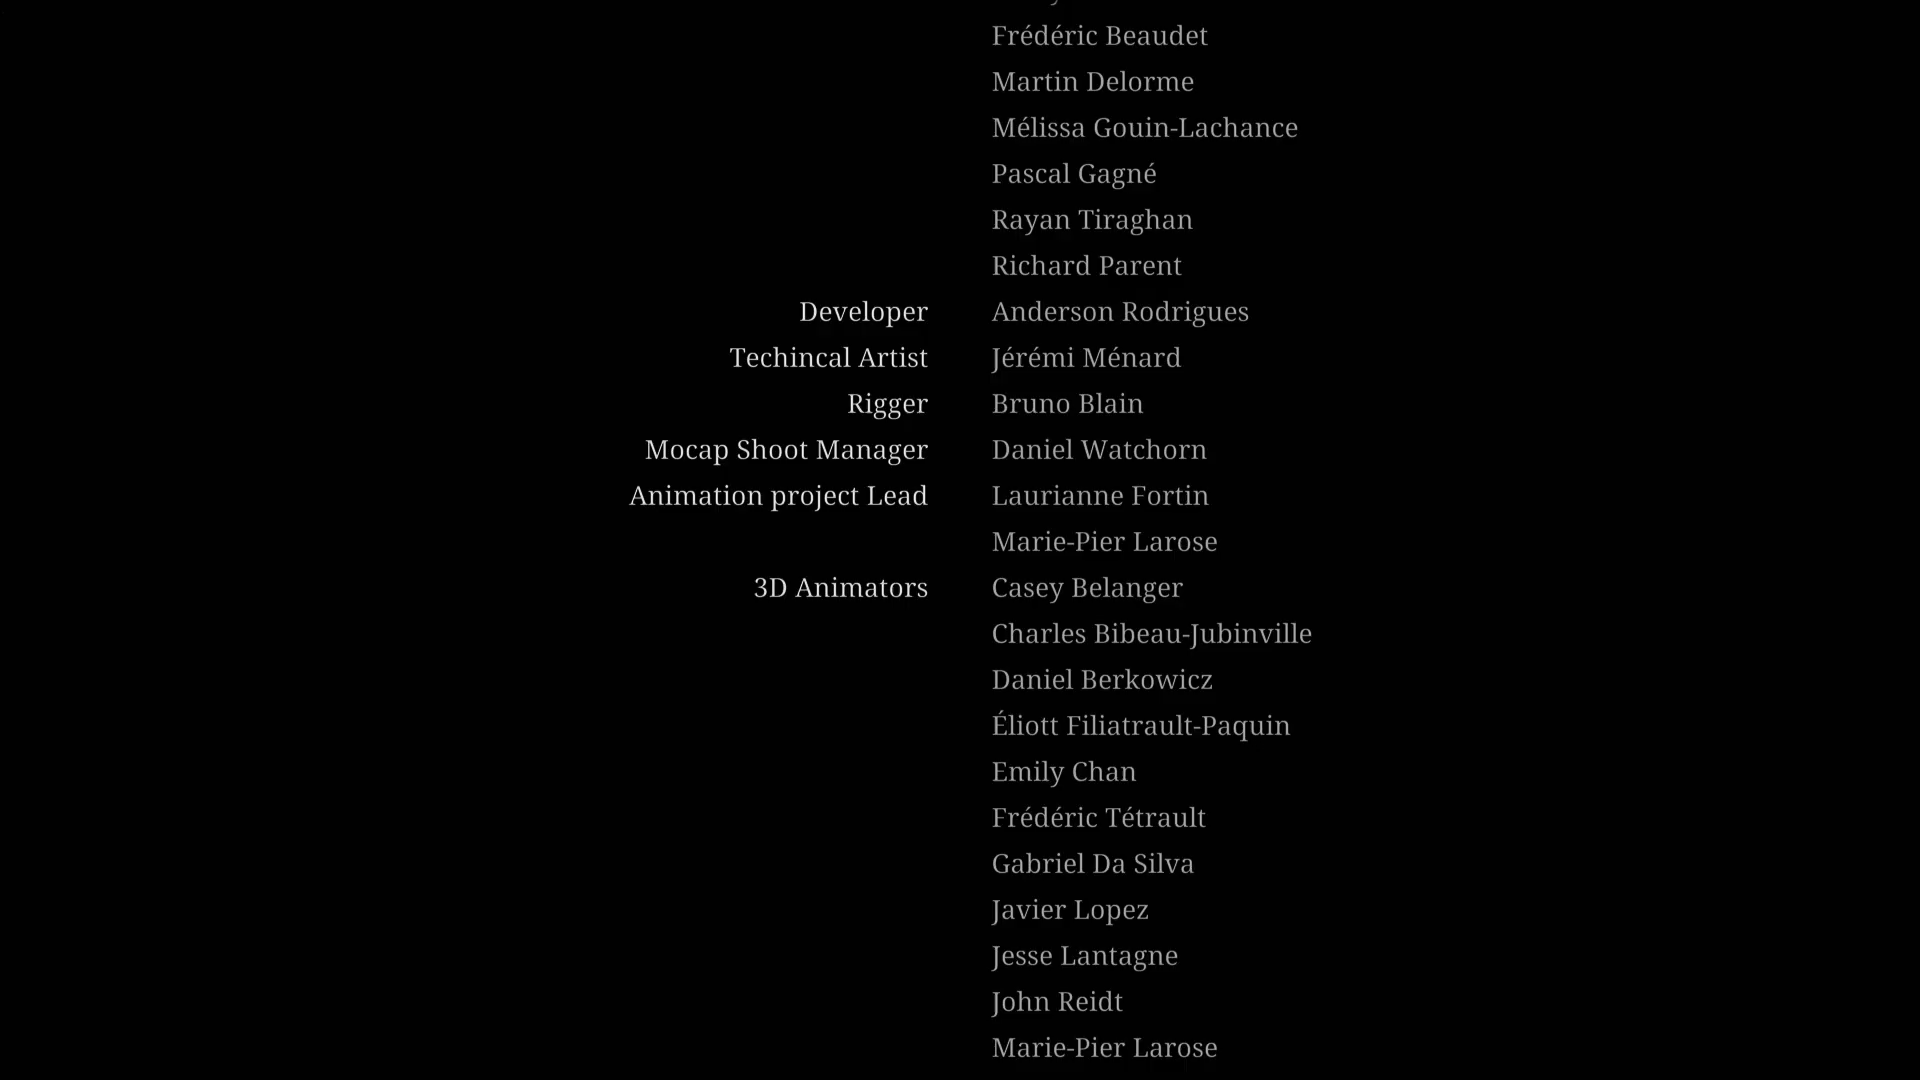 Frédéric Beaudet
Martin Delorme
Mélissa Gouin-Lachance
Pascal Gagné
Rayan Tiraghan
Richard Parent
Developer Anderson Rodrigues
Techincal Artist Jérémi Ménard
Rigger Bruno Blain
Mocap Shoot Manager Daniel Watchorn
Animation project Lead Laurianne Fortin
Marie-Pier Larose
3D Animators Casey Belanger
Charles Bibeau-Jubinville
Daniel Berkowicz
Éliott Filiatrault-Paquin
Emily Chan
Frédéric Tétrault
Gabriel Da Silva
Javier Lopez
Jesse Lantagne
John Reidt
Marie-Pier Larose